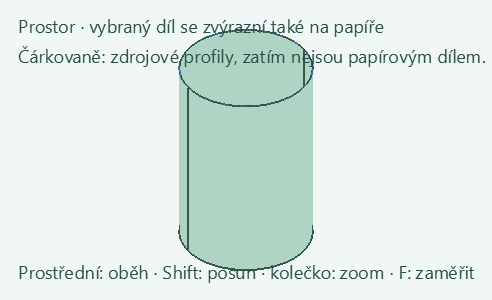 Prostor · vybraný díl se zvýrazní také na papíře
Čárkovaně: zdrojové profily, zatím nejsou papírovým dílem.
Prostřední: oběh · Shift: posun · kolečko: zoom · F: zaměřit